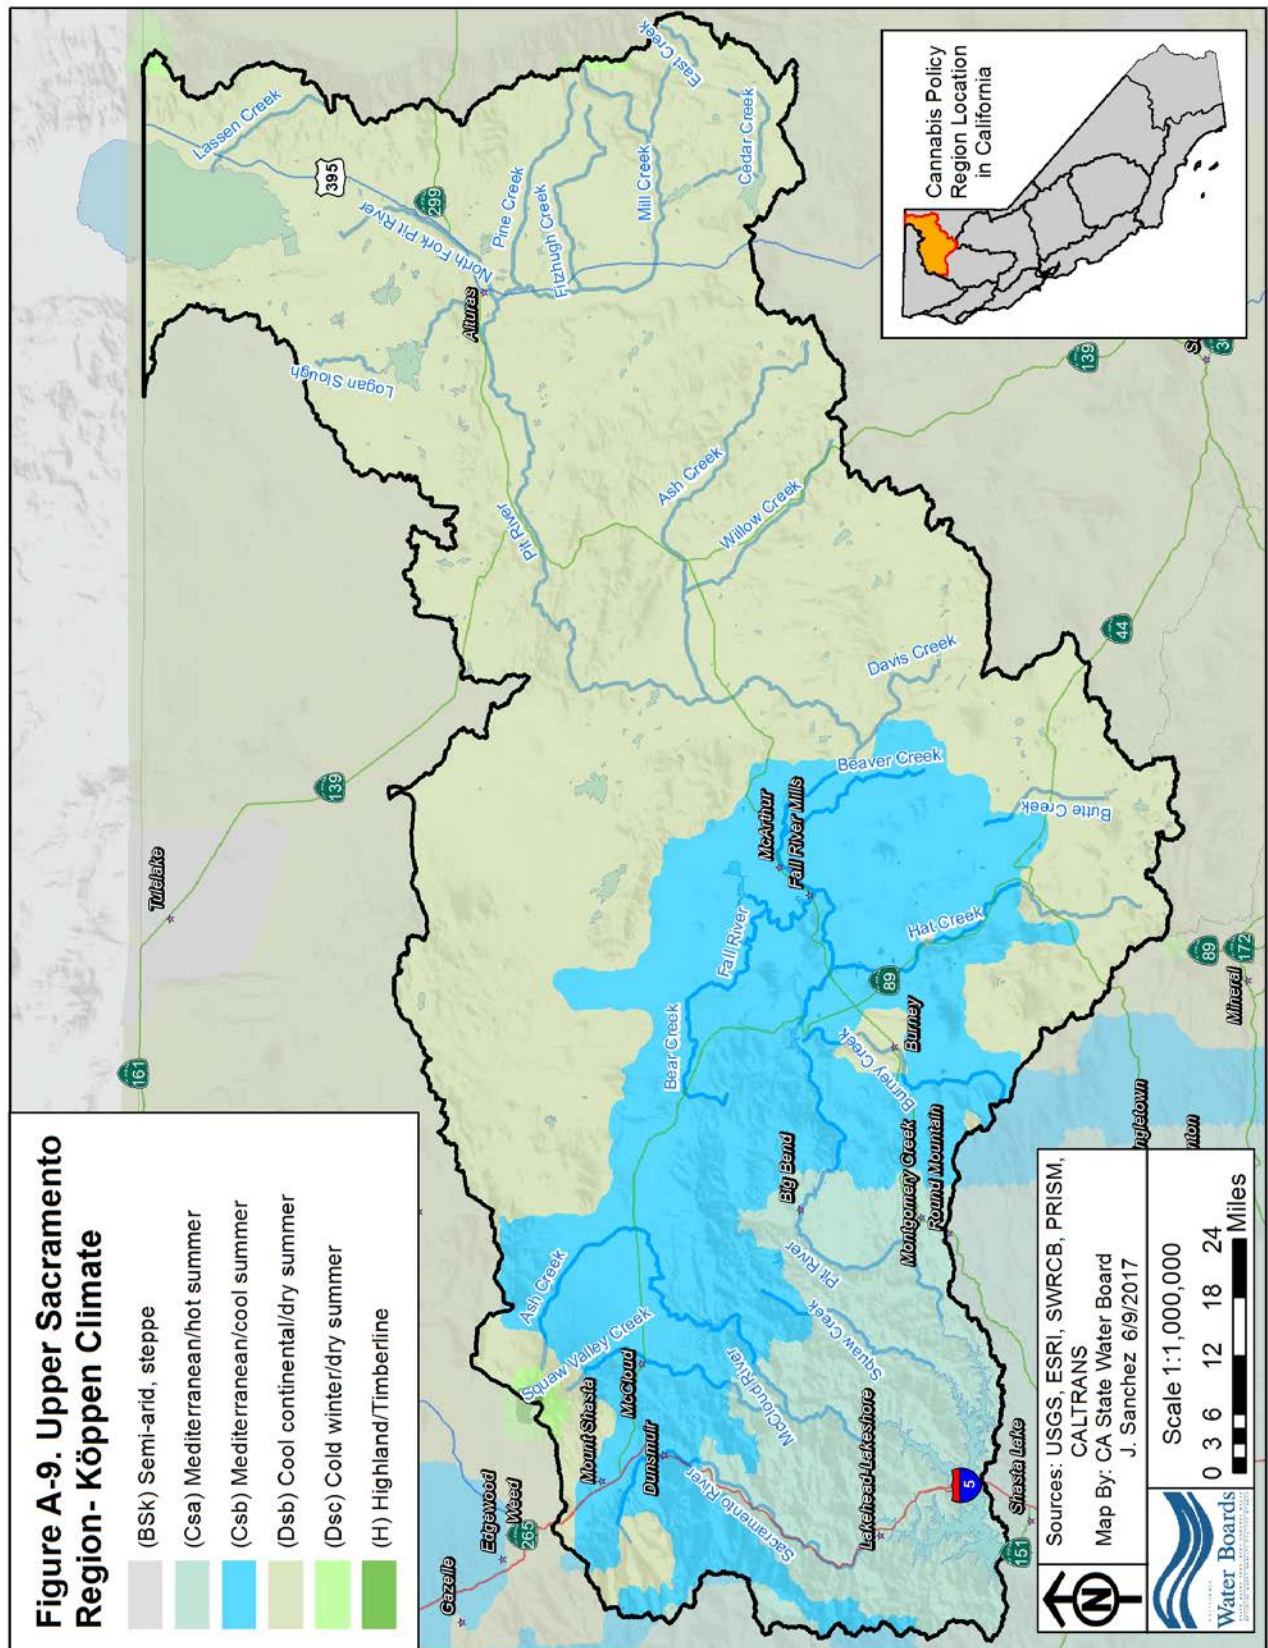 Figure A-9. Upper Sacramento
Region- Köppen Climate
(BSk) Semi-arid, steppe
(Csa) Mediterranean/hot summer
(Csb) Mediterranean/cool summer
(Dsb) Cool continental/dry summer
(Dsc) Cold winter/dry summer
(H) Highland/Timberline
161
Tulelake
139
Lassen Creek
395
299
North Fork Pit River
Logan Slough
Alturas
Pine Creek
Fitzhugh Creek
East Creek
Mill Creek
Cedar Creek
Pit River
Ash Creek
Willow Creek
Davis Creek
139
44
Gazelle
Edgewood
Weed
265
Ash Creek
Squaw Valley Creek
Mount Shasta
McCloud
Dunsmuir
Bear Creek
Fall River
McArthur
Fall River Mills
Beaver Creek
Butte Creek
Hat Creek
89
Burney
Burney Creek
Big Bend
Montgomery Creek
Round Mountain
Pit River
Squaw Creek
McCloud River
Sacramento River
Lakehead-Lakeshore
5
Shasta Lake
151
89
172
Mineral
ngletown
nton
Cannabis Policy
Region Location
in California
N
Sources: USGS, ESRI, SWRCB, PRISM,
CALTRANS
Map By: CA State Water Board
J. Sanchez 6/9/2017
Water Boards
Scale 1:1,000,000
0 3 6 12 18 24
Miles